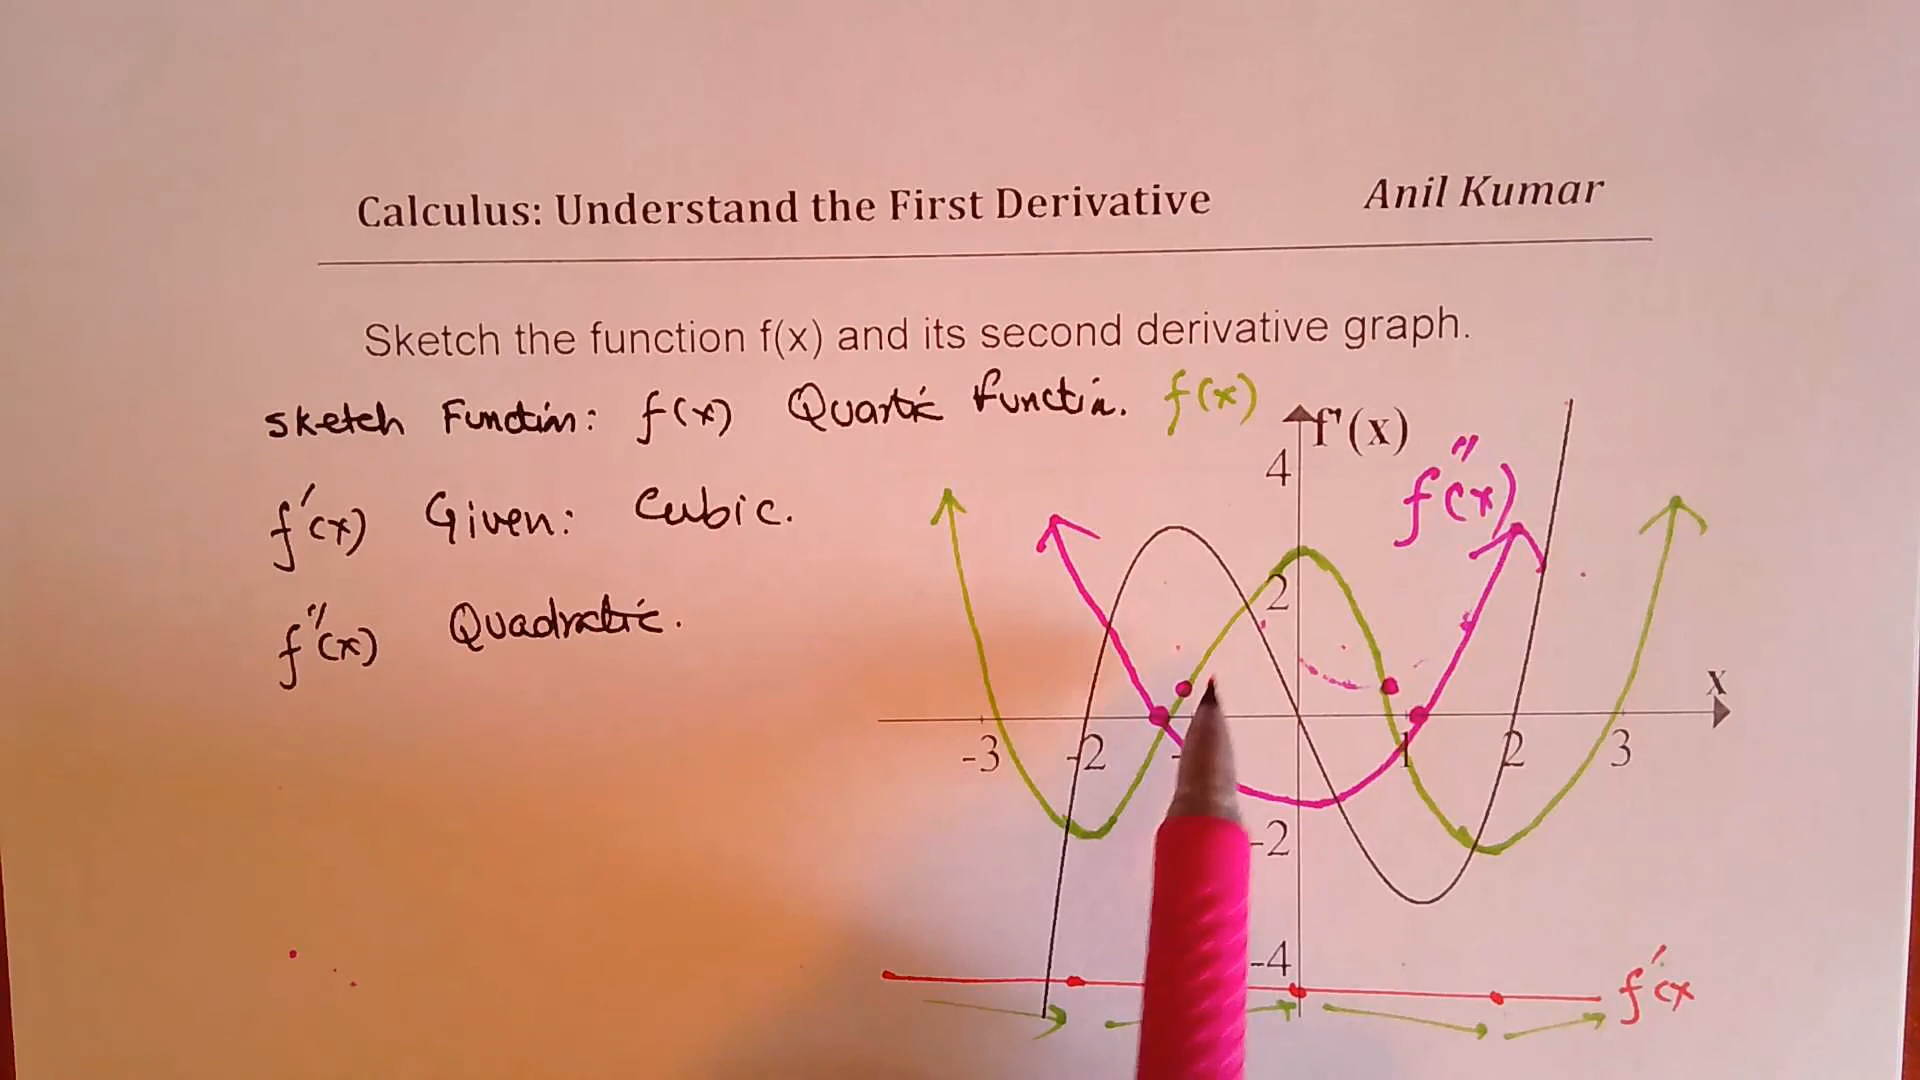 Calculus: Understand the First Derivative Anil Kumar
Sketch the function f(x) and its second derivative graph.
Sketch Function: f(x) Quartic function. f(x)
f'(x)
4
f''(x)
f'(x) Given: Cubic.
2
f''(x) Quadratic.
x
-3 -2 1 2 3
-2
-4
f'(x